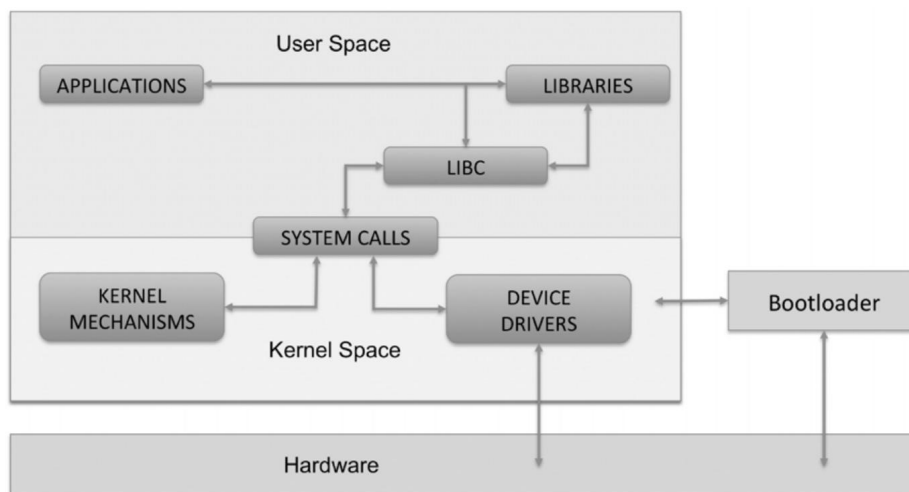 User Space
APPLICATIONS
LIBRARIES
LIBC
SYSTEM CALLS
KERNEL
MECHANISMS
DEVICE
DRIVERS
Bootloader
Kernel Space
Hardware